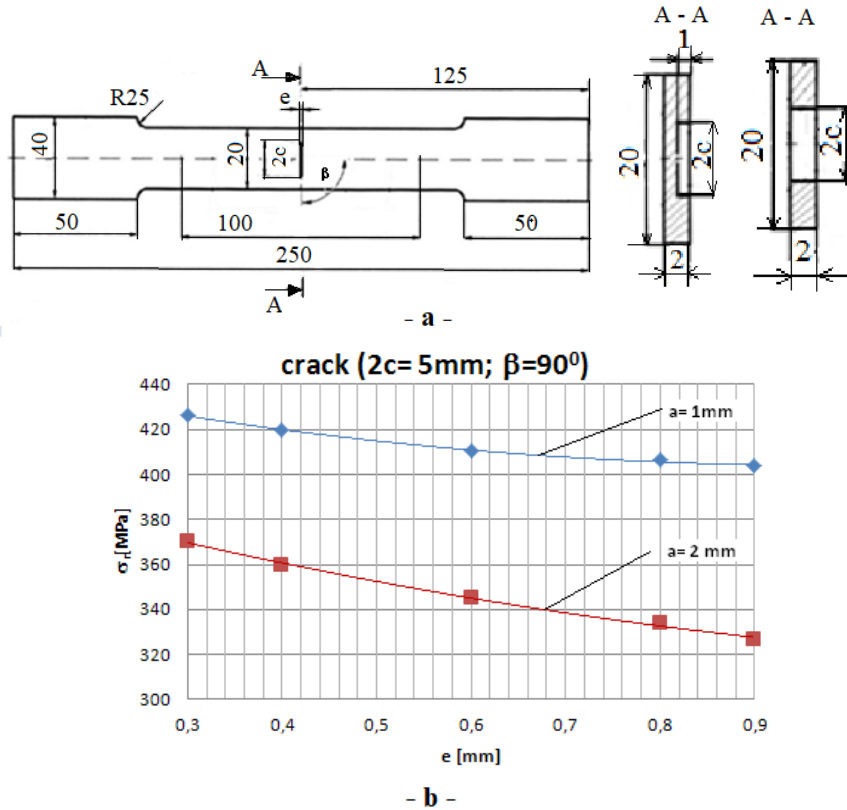 A - A
A - A
A
125
1
R25
e
40
20
2c
β
20
2c
20
2c
50
100
50
250
2
2
A
- a -
crack (2c= 5mm; β=90⁰)
440
a= 1mm
420
400
380
σr[MPa]
a= 2 mm
360
340
320
300
0,3 0,4 0,5 0,6 0,7 0,8 0,9
e [mm]
- b -